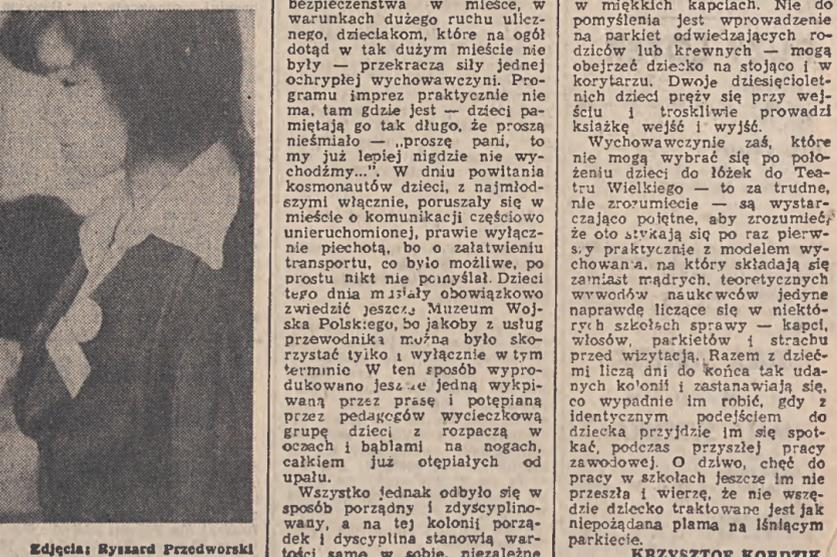 bezpieczeństwa w mieście, w
warunkach dużego ruchu ulicz-
nego, dzieciakom, które na ogół
dotąd w tak dużym mieście nie
były — przekracza siły jednej
ochrypłej wychowawczyni. Pro-
gramu imprez praktycznie nie
ma, tam gdzie jest — dzieci pa-
miętają go tak długo, że proszą
nieśmiało — „proszę pani, to
my już lepiej nigdzie nie wy-
chodźmy...". W dniu powitania
kosmonautów dzieci, z najmłod-
szymi włącznie, poruszały się w
mieście o komunikacji częściowo
unieruchomionej, prawie wyłącz-
nie piechotą, bo o załatwieniu
transportu, co było możliwe, po
prostu nikt nie pomyślał. Dzieci
tego dnia musiały obowiązkowo
zwiedzić jeszcze Muzeum Woj-
ska Polskiego, bo jakoby z usług
przewodnika można było sko-
rzystać tylko i wyłącznie w tym
terminie W ten sposób wypro-
dukowano jeszcze jedną wykpi-
waną przez prasę i potępianą
przez pedagogów wycieczkową
grupę dzieci z rozpaczą w
oczach i bąblami na nogach,
całkiem już otępiałych od
upału.
Wszystko jednak odbyło się w
sposób porządny i zdyscyplino-
wany, a na tej kolonii porzą-
dek i dyscyplina stanowią war-
tości same w sobie, niezależne
w miękkich kapciach. Nie do
pomyślenia jest wprowadzenie
na parkiet odwiedzających ro-
dziców lub krewnych — mogą
obejrzeć dziecko na stojąco i w
korytarzu. Dwoje dziesięciolet-
nich dzieci pręży się przy wej-
ściu i troskliwie prowadzi
książkę wejść i wyjść.
Wychowawczynie zaś, które
nie mogą wybrać się po poło-
żeniu dzieci do łóżek do Tea-
tru Wielkiego — to za trudne,
nie zrozumiecie — są wystar-
czająco pojętne, aby zrozumieć,
że oto stykają się po raz pierw-
szy praktycznie z modelem wy-
chowania, na który składają się
zamiast mądrych, teoretycznych
wywodów naukowców jedyne
naprawdę liczące się w niektó-
rych szkołach sprawy — kapci,
włosów, parkietów i strachu
przed wizytacją. Razem z dzieć-
mi liczą dni do końca tak uda-
nych kolonii i zastanawiają się,
co wypadnie im robić, gdy z
identycznym podejściem do
dziecka przyjdzie im się spot-
kać, podczas przyszłej pracy
zawodowej. O dziwo, chęć do
pracy w szkołach jeszcze im nie
przeszła i wierzę, że nie wszę-
dzie dziecko traktowane jest jak
niepożądana plama na lśniącym
parkiecie.
KRZYSZTOF
Zdjęcia: Ryszard Przedworski